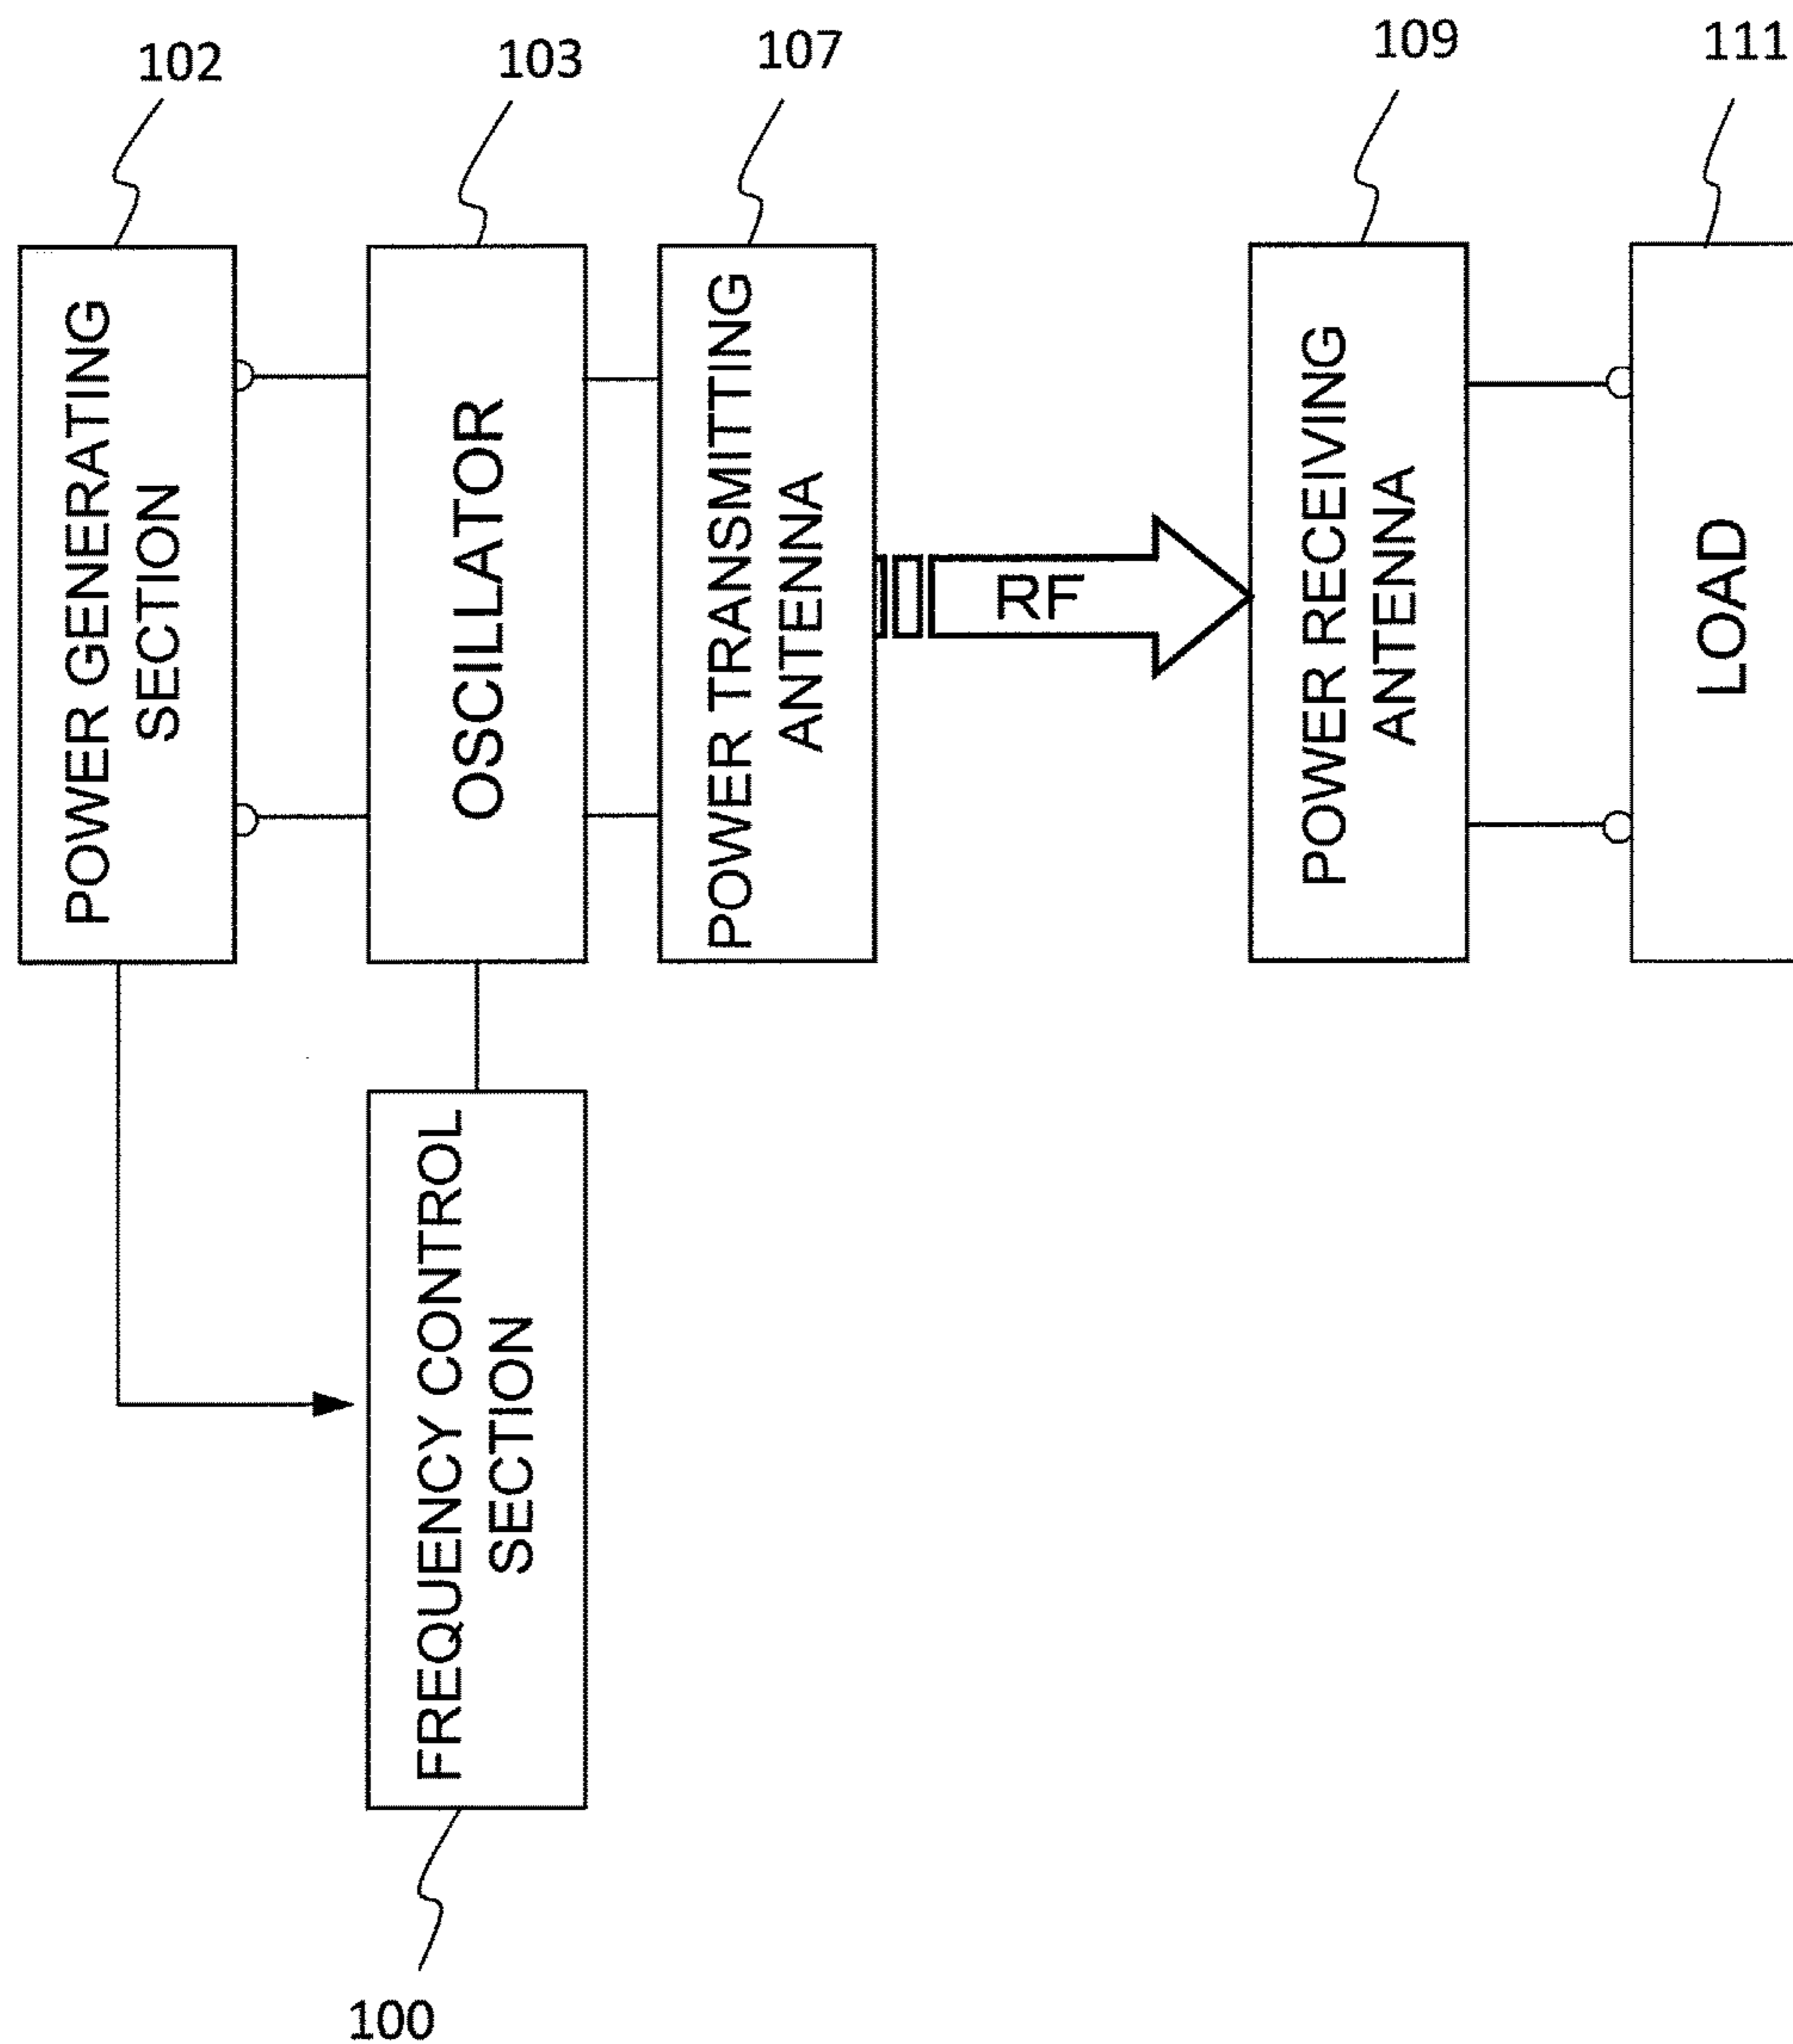 102
103
107
109
111
POWER GENERATING
SECTION
OSCILLATOR
POWER TRANSMITTING
ANTENNA
RF
POWER RECEIVING
ANTENNA
LOAD
FREQUENCY CONTROL
SECTION
100